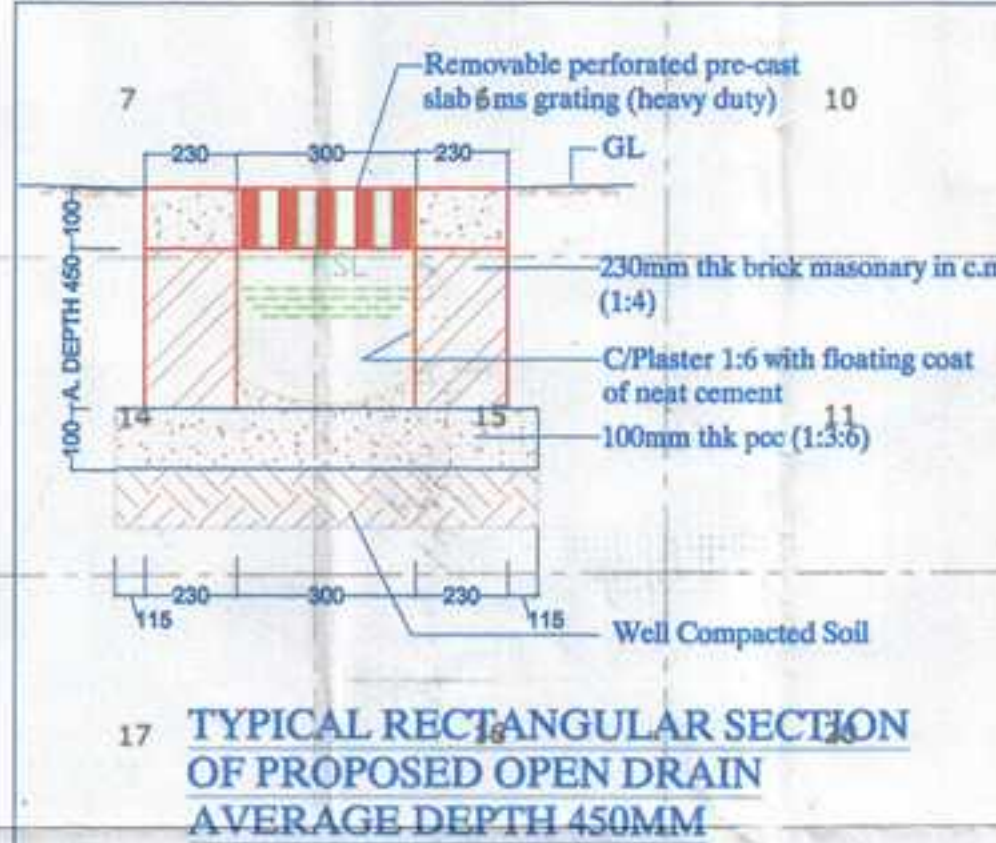 Removable perforated pre-cast
slab 6 ms grating (heavy duty)
7
10
230
300
230
GL
100
A. DEPTH 450
100
FSL
230mm thk brick masonary in c.m
(1:4)
C/Plaster 1:6 with floating coat
of neat cement
14
15
11
100mm thk pcc (1:3:6)
230
300
230
115
115
Well Compacted Soil
17
TYPICAL RECTANGULAR SECTION
OF PROPOSED OPEN DRAIN
AVERAGE DEPTH 450MM